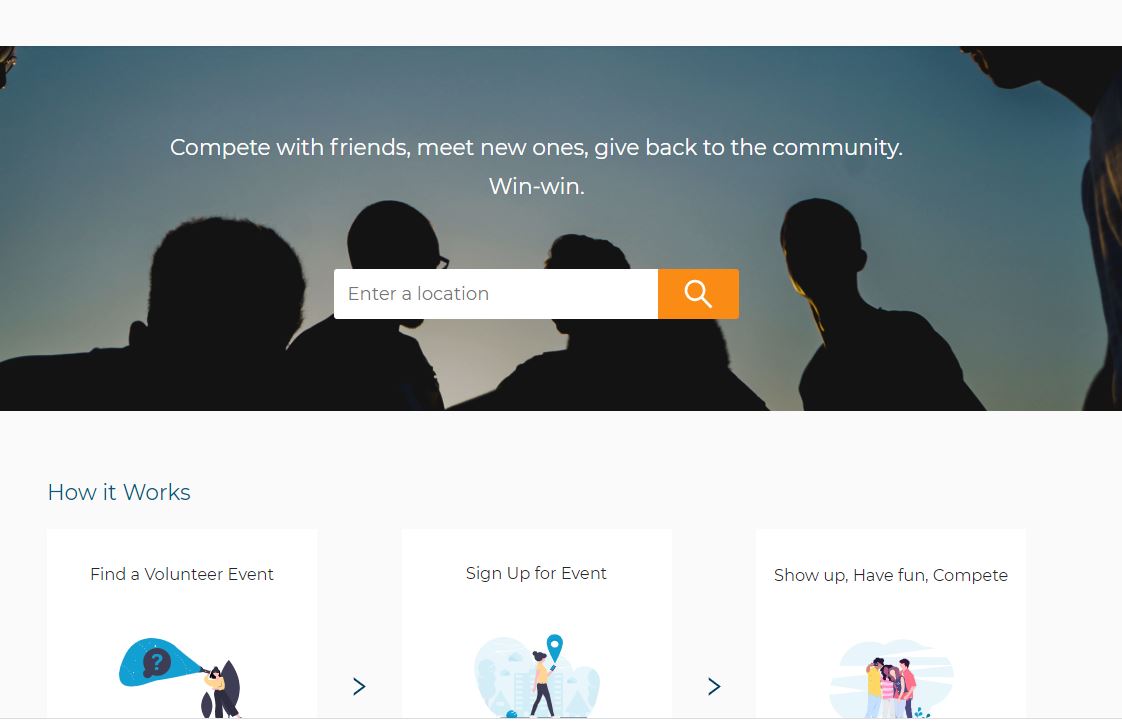 Compete with friends, meet new ones, give back to the community.
Win-win.
Enter a location
How it Works
Find a Volunteer Event
Sign Up for Event
Show up, Have fun, Compete
?